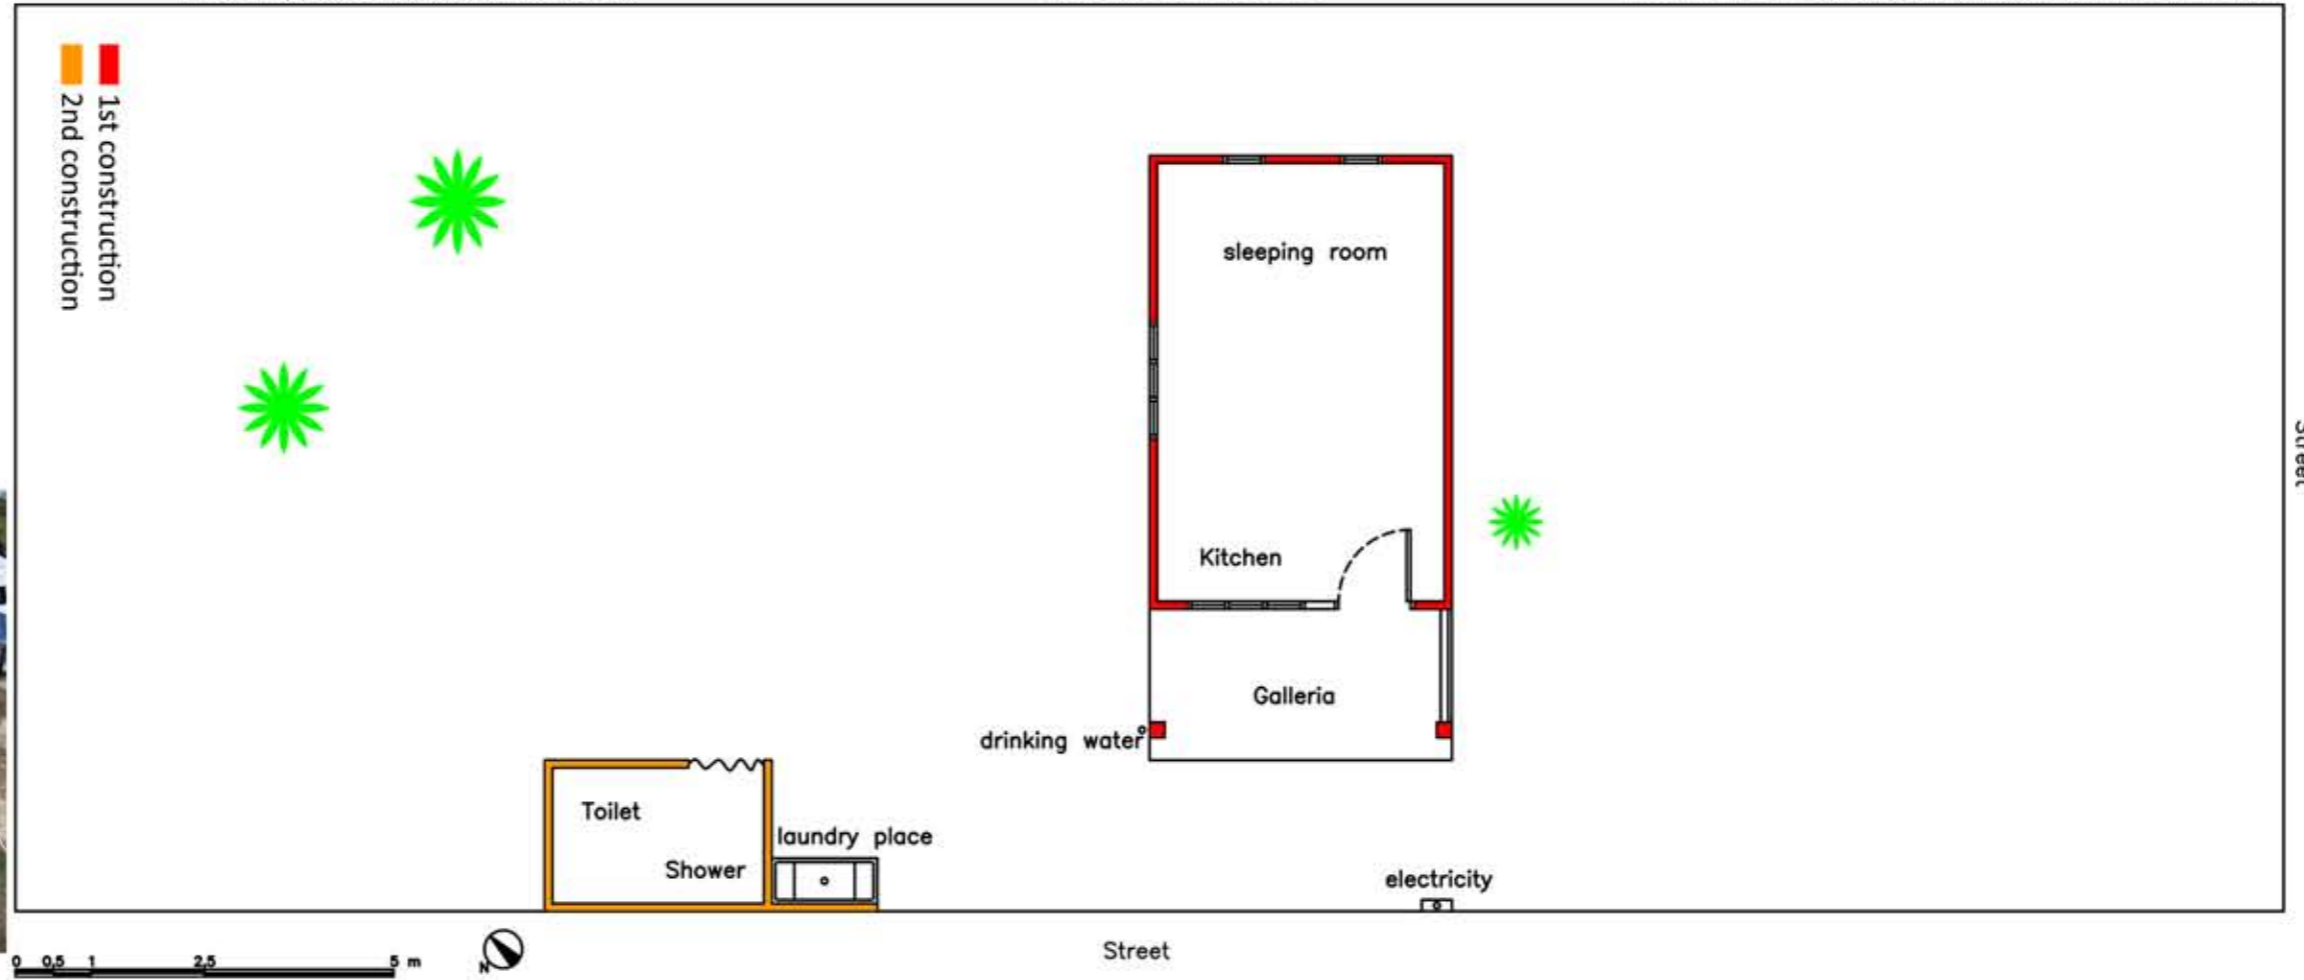 1st construction
2nd construction
sleeping room
Street
Kitchen
Galleria
drinking water
Toilet
laundry place
Shower
electricity
Street
0 0,5 1 2,5 5 m
N